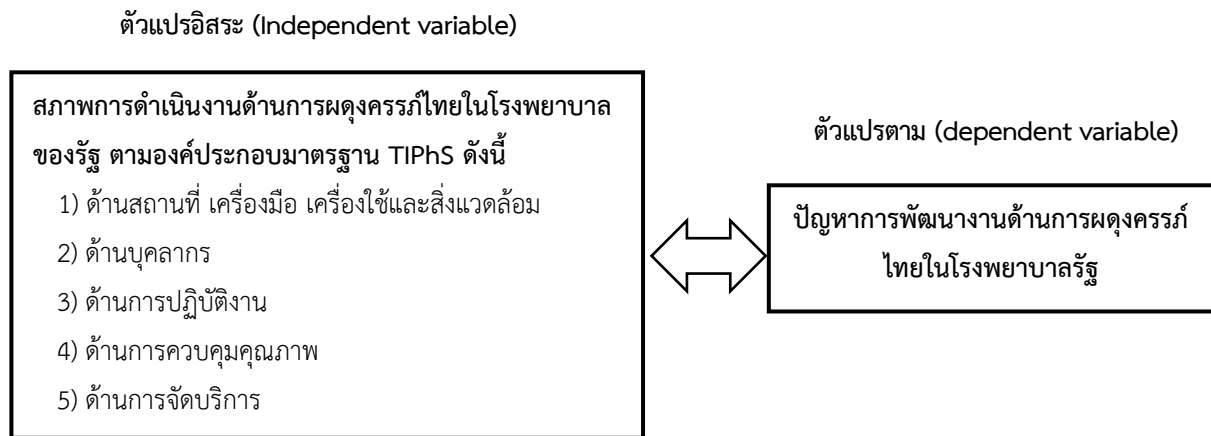 ตัวแปรอิสระ (Independent variable)
สภาพการดำเนินงานด้านการผดุงครรภ์ไทยในโรงพยาบาล
ของรัฐ ตามองค์ประกอบมาตรฐาน TIPhS ดังนี้
1) ด้านสถานที่ เครื่องมือ เครื่องใช้และสิ่งแวดล้อม
2) ด้านบุคลากร
3) ด้านการปฏิบัติงาน
4) ด้านการควบคุมคุณภาพ
5) ด้านการจัดบริการ
ตัวแปรตาม (dependent variable)
ปัญหาการพัฒนางานด้านการผดุงครรภ์
ไทยในโรงพยาบาลรัฐ